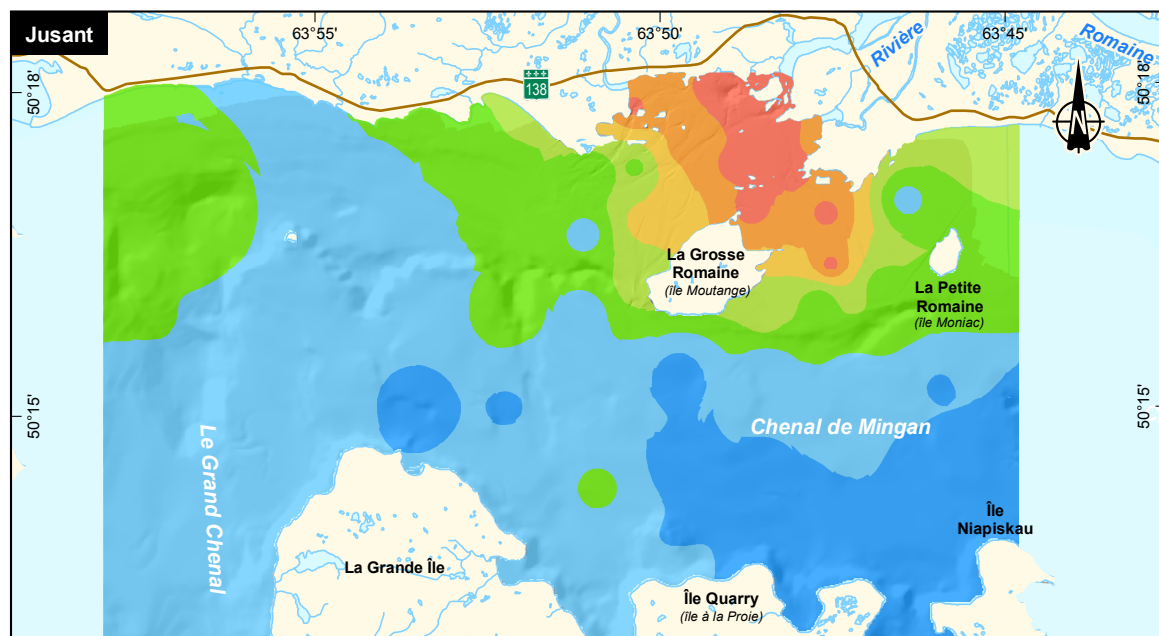 Jusant
63°55'
63°50'
63°45'
Rivière
Romaine
50°18'
50°18'
138
N
La Grosse
Romaine
(île Moutange)
La Petite
Romaine
(île Moniac)
50°15'
50°15'
Chenal de Mingan
Le Grand Chenal
Île
Niapiskau
La Grande Île
Île Quarry
(île à la Proie)